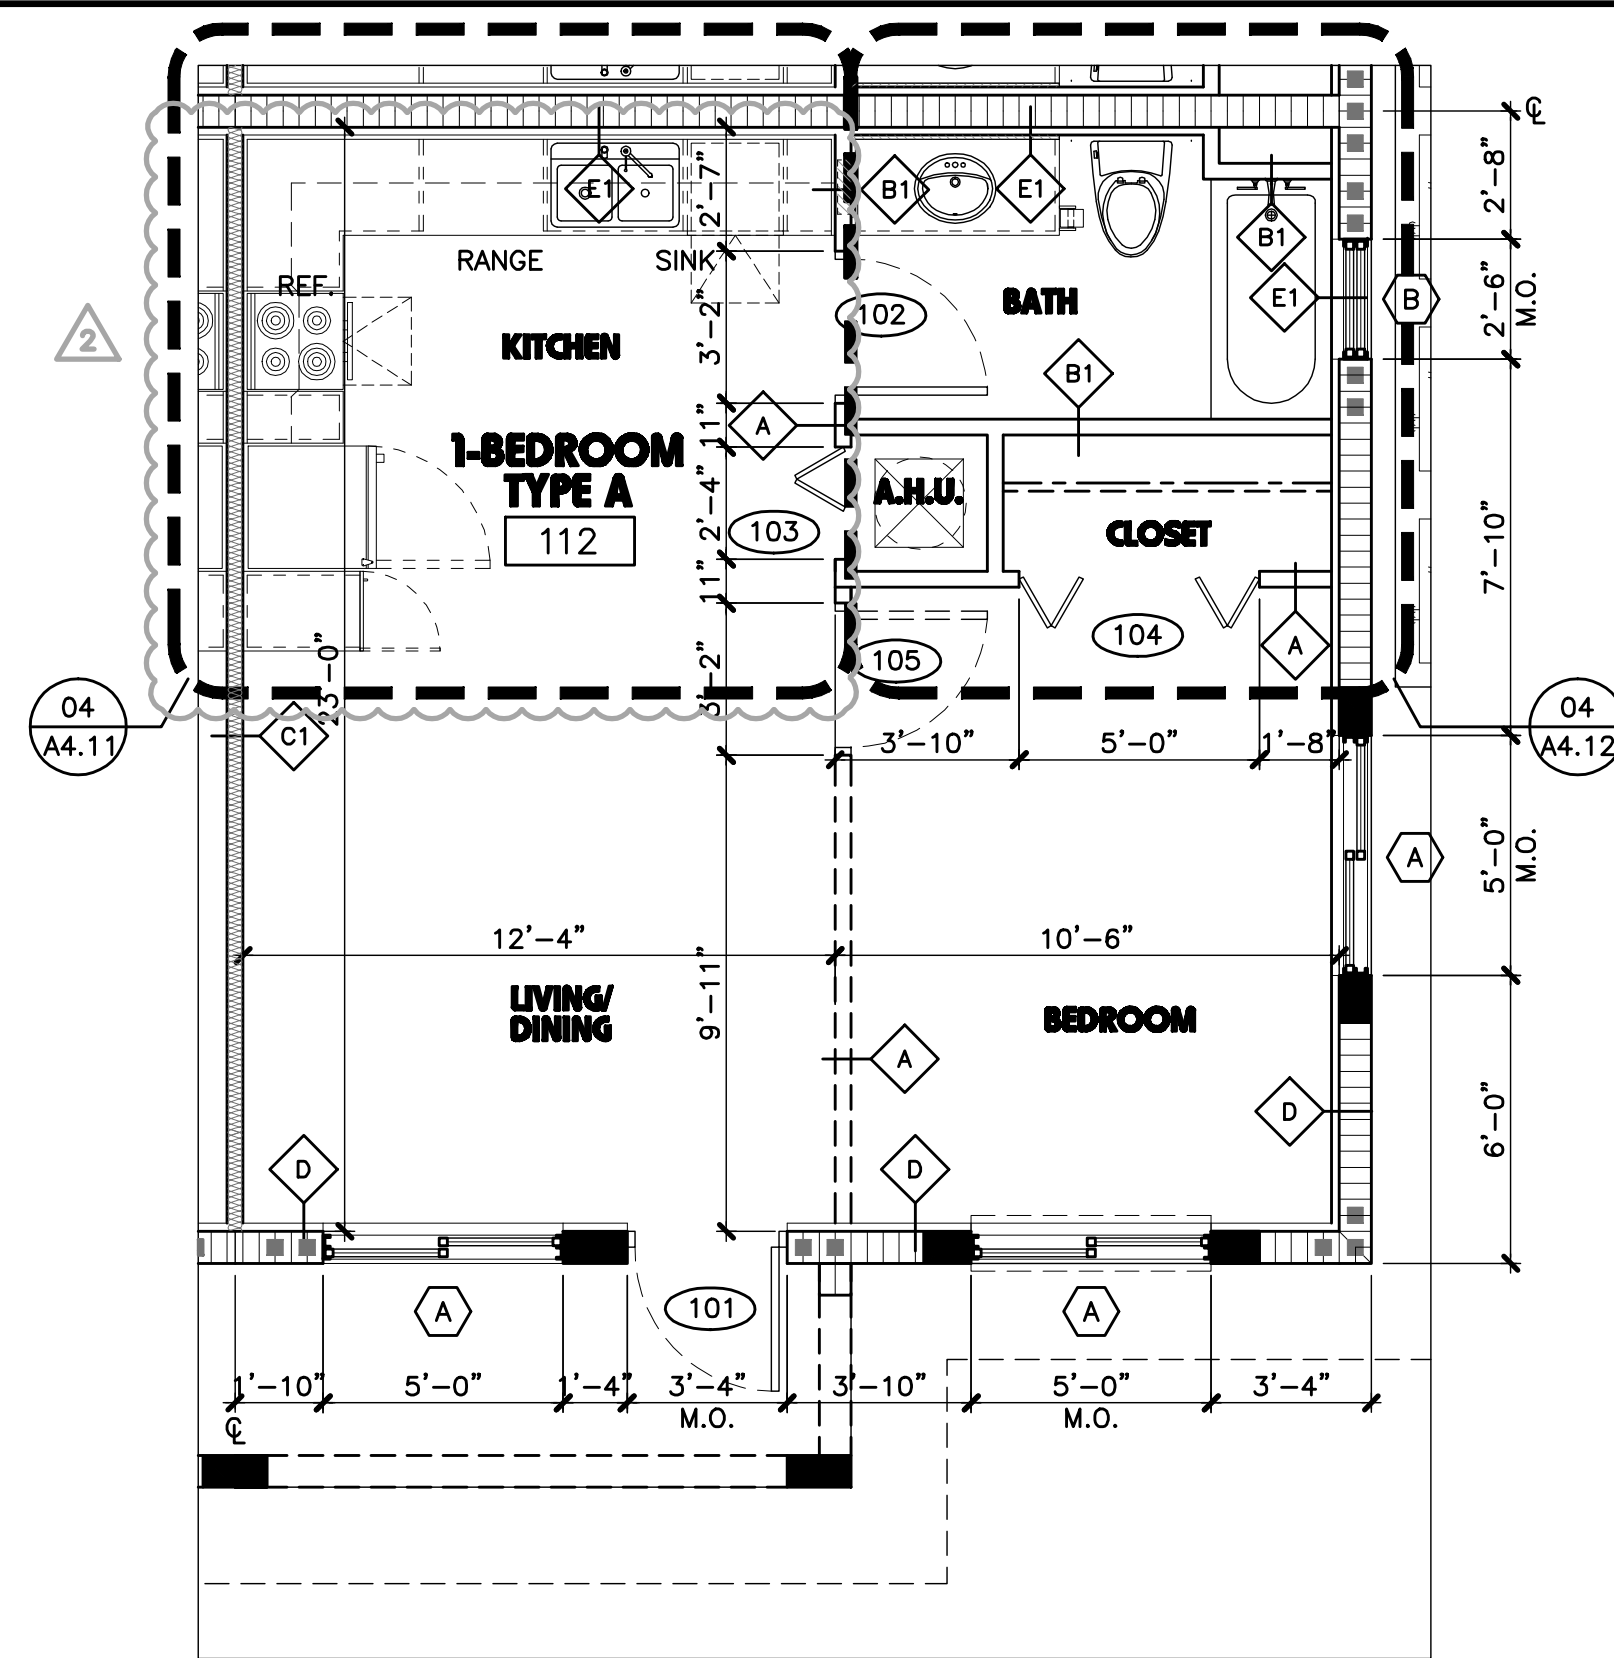 ℄
2'-8"
2'-7"
E1
B1
E1
B1
RANGE
SINK
REF.
E1
B
2'-6"
M.O.
2
KITCHEN
3'-2"
102
BATH
B1
A
11"
1-BEDROOM
TYPE A
112
2'-4"
103
A.H.U.
CLOSET
7'-10"
11"
104
A
105
3'-2"
23'-0"
04
A4.11
C1
3'-10"
5'-0"
1'-8"
04
A4.12
5'-0"
M.O.
A
12'-4"
10'-6"
9'-11"
LIVING/
DINING
BEDROOM
A
D
6'-0"
D
D
A
101
A
1'-10"
5'-0"
1'-4"
3'-4"
M.O.
3'-10"
5'-0"
M.O.
3'-4"
℄